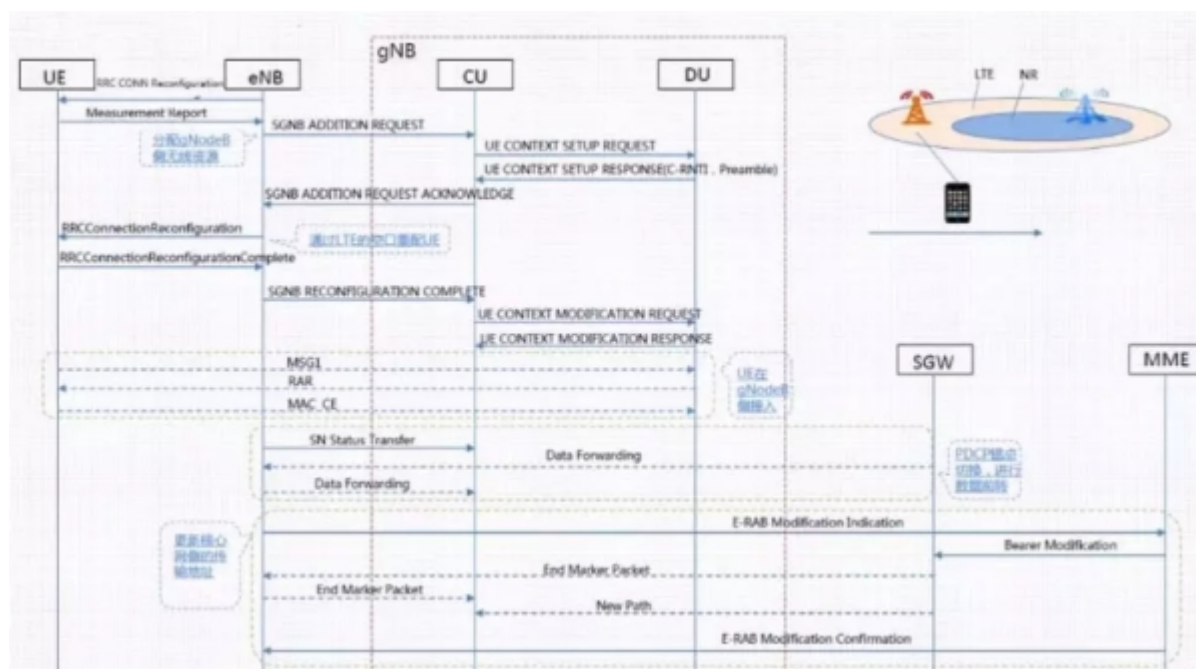 gNB
UE
eNB
CU
DU
LTE
NR
RRC CONN Reconfiguration
Measurement Report
SGNB ADDITION REQUEST
分配gNodeB
侧无线资源
UE CONTEXT SETUP REQUEST
UE CONTEXT SETUP RESPONSE(C-RNTI , Preamble)
SGNB ADDITION REQUEST ACKNOWLEDGE
RRCConnectionReconfiguration
通过LTE的空口重配UE
RRCConnectionReconfigurationComplete
SGNB RECONFIGURATION COMPLETE
UE CONTEXT MODIFICATION REQUEST
UE CONTEXT MODIFICATION RESPONSE
SGW
MME
MSG1
RAR
MAC_CE
UE在
gNodeB
侧接入
SN Status Transfer
Data Forwarding
Data Forwarding
PDCP锚点
切换，进行
数据前转
E-RAB Modification Indication
更新核心
网侧的传
输地址
Bearer Modification
End Marker Packet
End Marker Packet
New Path
E-RAB Modification Confirmation